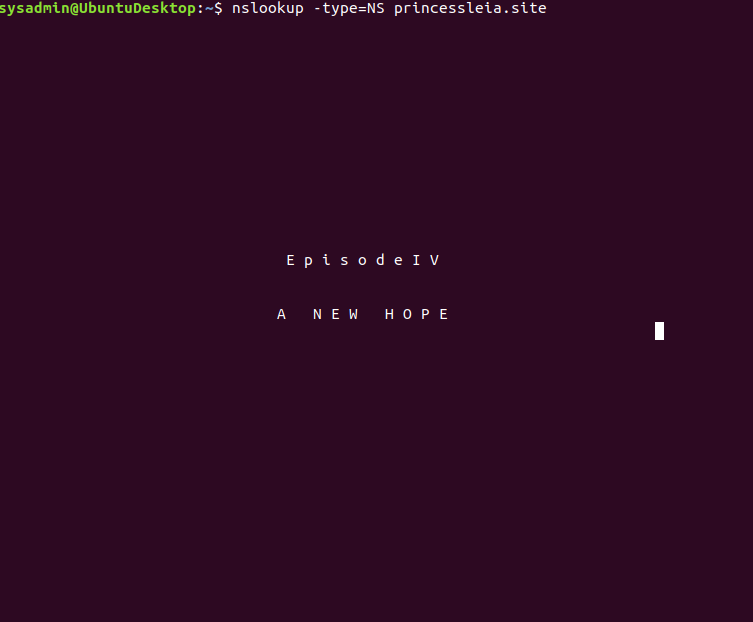 sysadmin@UbuntuDesktop:~$ nslookup -type=NS princessleia.site
E p i s o d e I V
A   N E W   H O P E